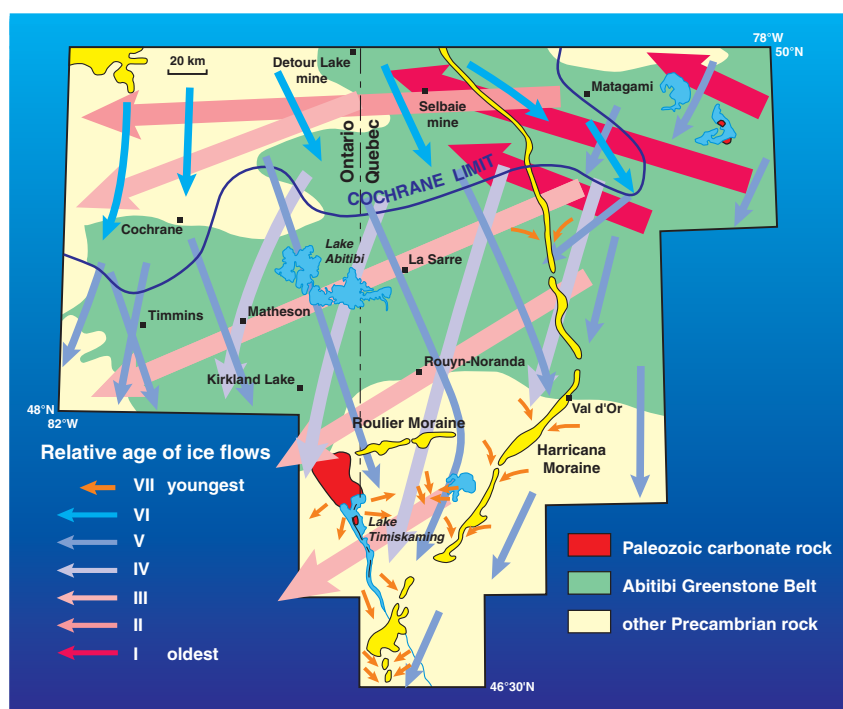 78°W
50°N
20 km
Detour Lake
mine
Matagami
Selbaie
mine
Ontario
Quebec
COCHRANE LIMIT
Cochrane
Lake
Abitibi
La Sarre
Timmins
Matheson
Rouyn-Noranda
Kirkland Lake
48°N
82°W
Val d'Or
Roulier Moraine
Harricana
Moraine
Relative age of ice flows
VII youngest
VI
V
IV
III
II
I oldest
Lake
Timiskaming
Paleozoic carbonate rock
Abitibi Greenstone Belt
other Precambrian rock
46°30'N